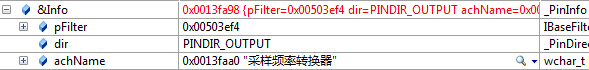 &Info 0x0013fa98 {pFilter=0x00503ef4 dir=PINDIR_OUTPUT achName=0x00 _PinInfo
pFilter 0x00503ef4 IBaseFilte
dir PINDIR_OUTPUT _PinDirec
achName 0x0013faa0 "采样频率转换器" wchar_t